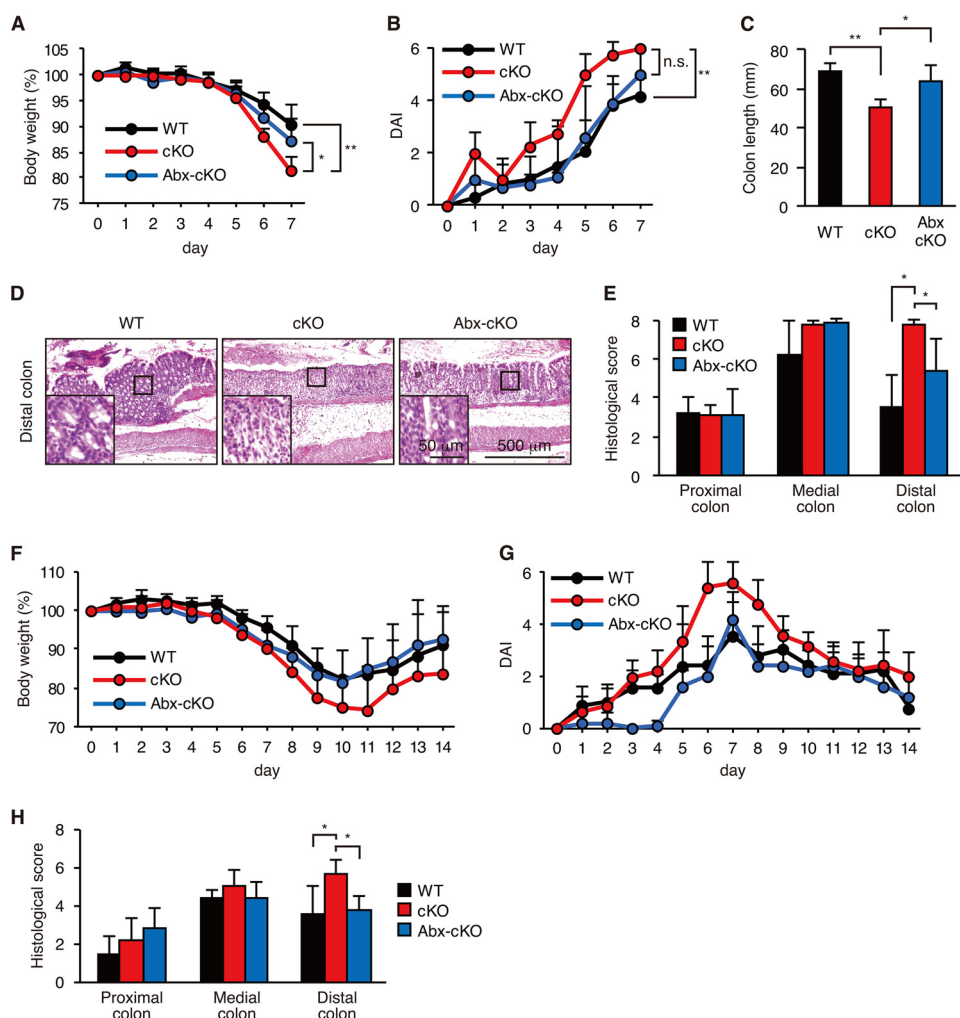 A
Body weight (%)
105
100
95
90
85
80
75
WT
cKO
Abx-cKO
*
**
0 1 2 3 4 5 6 7
day
B
DAI
6
4
2
0
WT
cKO
Abx-cKO
n.s.
**
0 1 2 3 4 5 6 7
day
C
Colon length (mm)
80
60
40
20
0
**
*
WT cKO Abx
cKO
D
WT cKO Abx-cKO
Distal colon
50 μm 500 μm
E
Histological score
8
6
4
2
0
WT
cKO
Abx-cKO
*
*
Proximal Medial Distal
colon colon colon
F
Body weight (%)
110
100
90
80
70
WT
cKO
Abx-cKO
0 1 2 3 4 5 6 7 8 9 10 11 12 13 14
day
G
DAI
6
4
2
0
WT
cKO
Abx-cKO
0 1 2 3 4 5 6 7 8 9 10 11 12 13 14
day
H
Histological score
8
6
4
2
0
*
*
WT
cKO
Abx-cKO
Proximal Medial Distal
colon colon colon